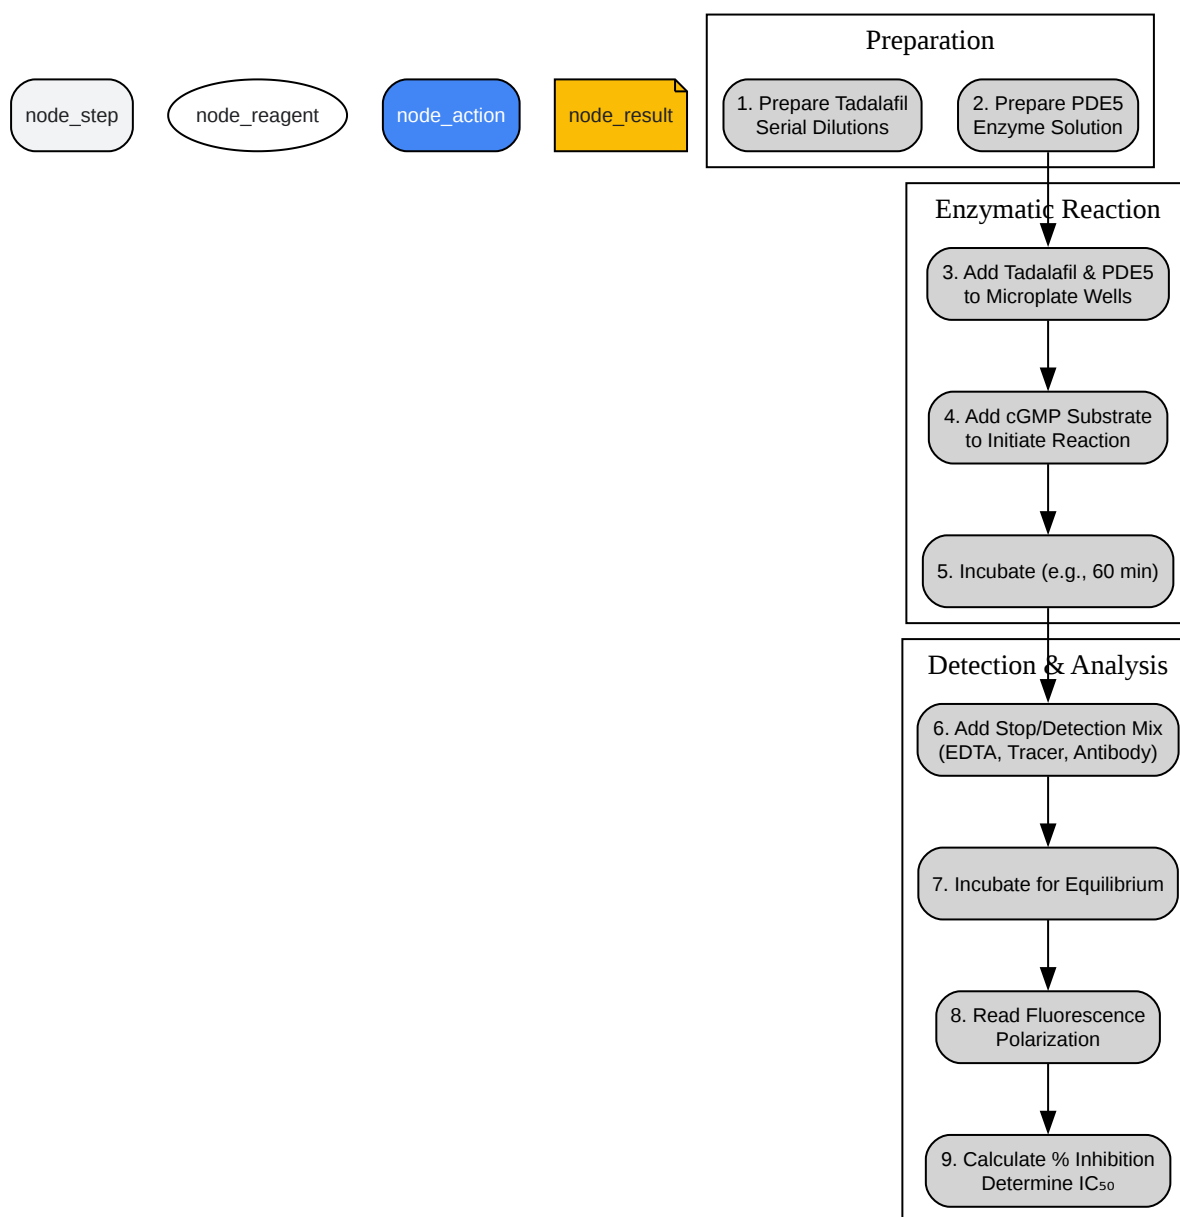 Preparation
node_step
node_reagent
node_action
node_result
1. Prepare Tadalafil
Serial Dilutions
2. Prepare PDE5
Enzyme Solution
Enzymatic Reaction
3. Add Tadalafil & PDE5
to Microplate Wells
4. Add cGMP Substrate
to Initiate Reaction
5. Incubate (e.g., 60 min)
Detection & Analysis
6. Add Stop/Detection Mix
(EDTA, Tracer, Antibody)
7. Incubate for Equilibrium
8. Read Fluorescence
Polarization
9. Calculate % Inhibition
Determine IC₅₀